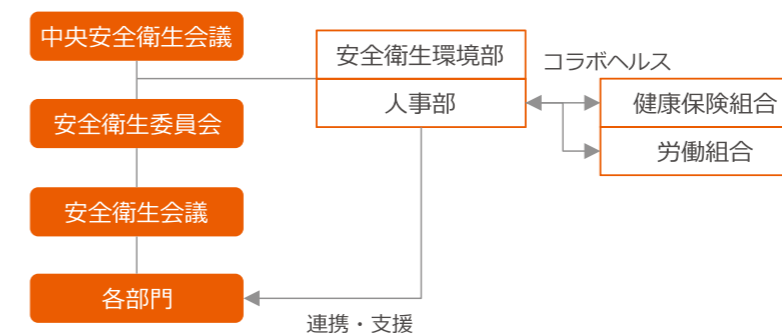 中央安全衛生会議
安全衛生環境部
コラボヘルス
人事部
健康保険組合
安全衛生委員会
労働組合
安全衛生会議
各部門
連携・支援